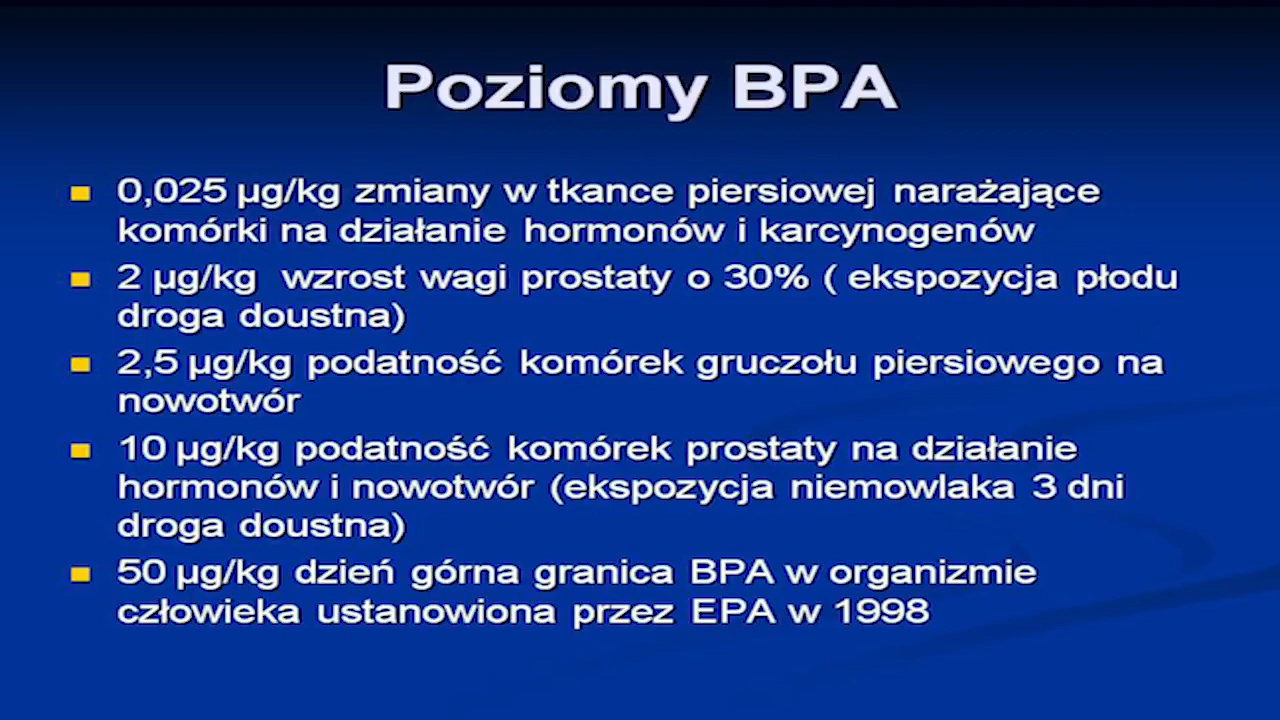 Poziomy BPA
0,025 µg/kg zmiany w tkance piersiowej narażające
komórki na działanie hormonów i karcynogenów
2 µg/kg wzrost wagi prostaty o 30% ( ekspozycja płodu
droga doustna)
2,5 µg/kg podatność komórek gruczołu piersiowego na
nowotwór
10 µg/kg podatność komórek prostaty na działanie
hormonów i nowotwór (ekspozycja niemowlaka 3 dni
droga doustna)
50 µg/kg dzień górna granica BPA w organizmie
człowieka ustanowiona przez EPA w 1998